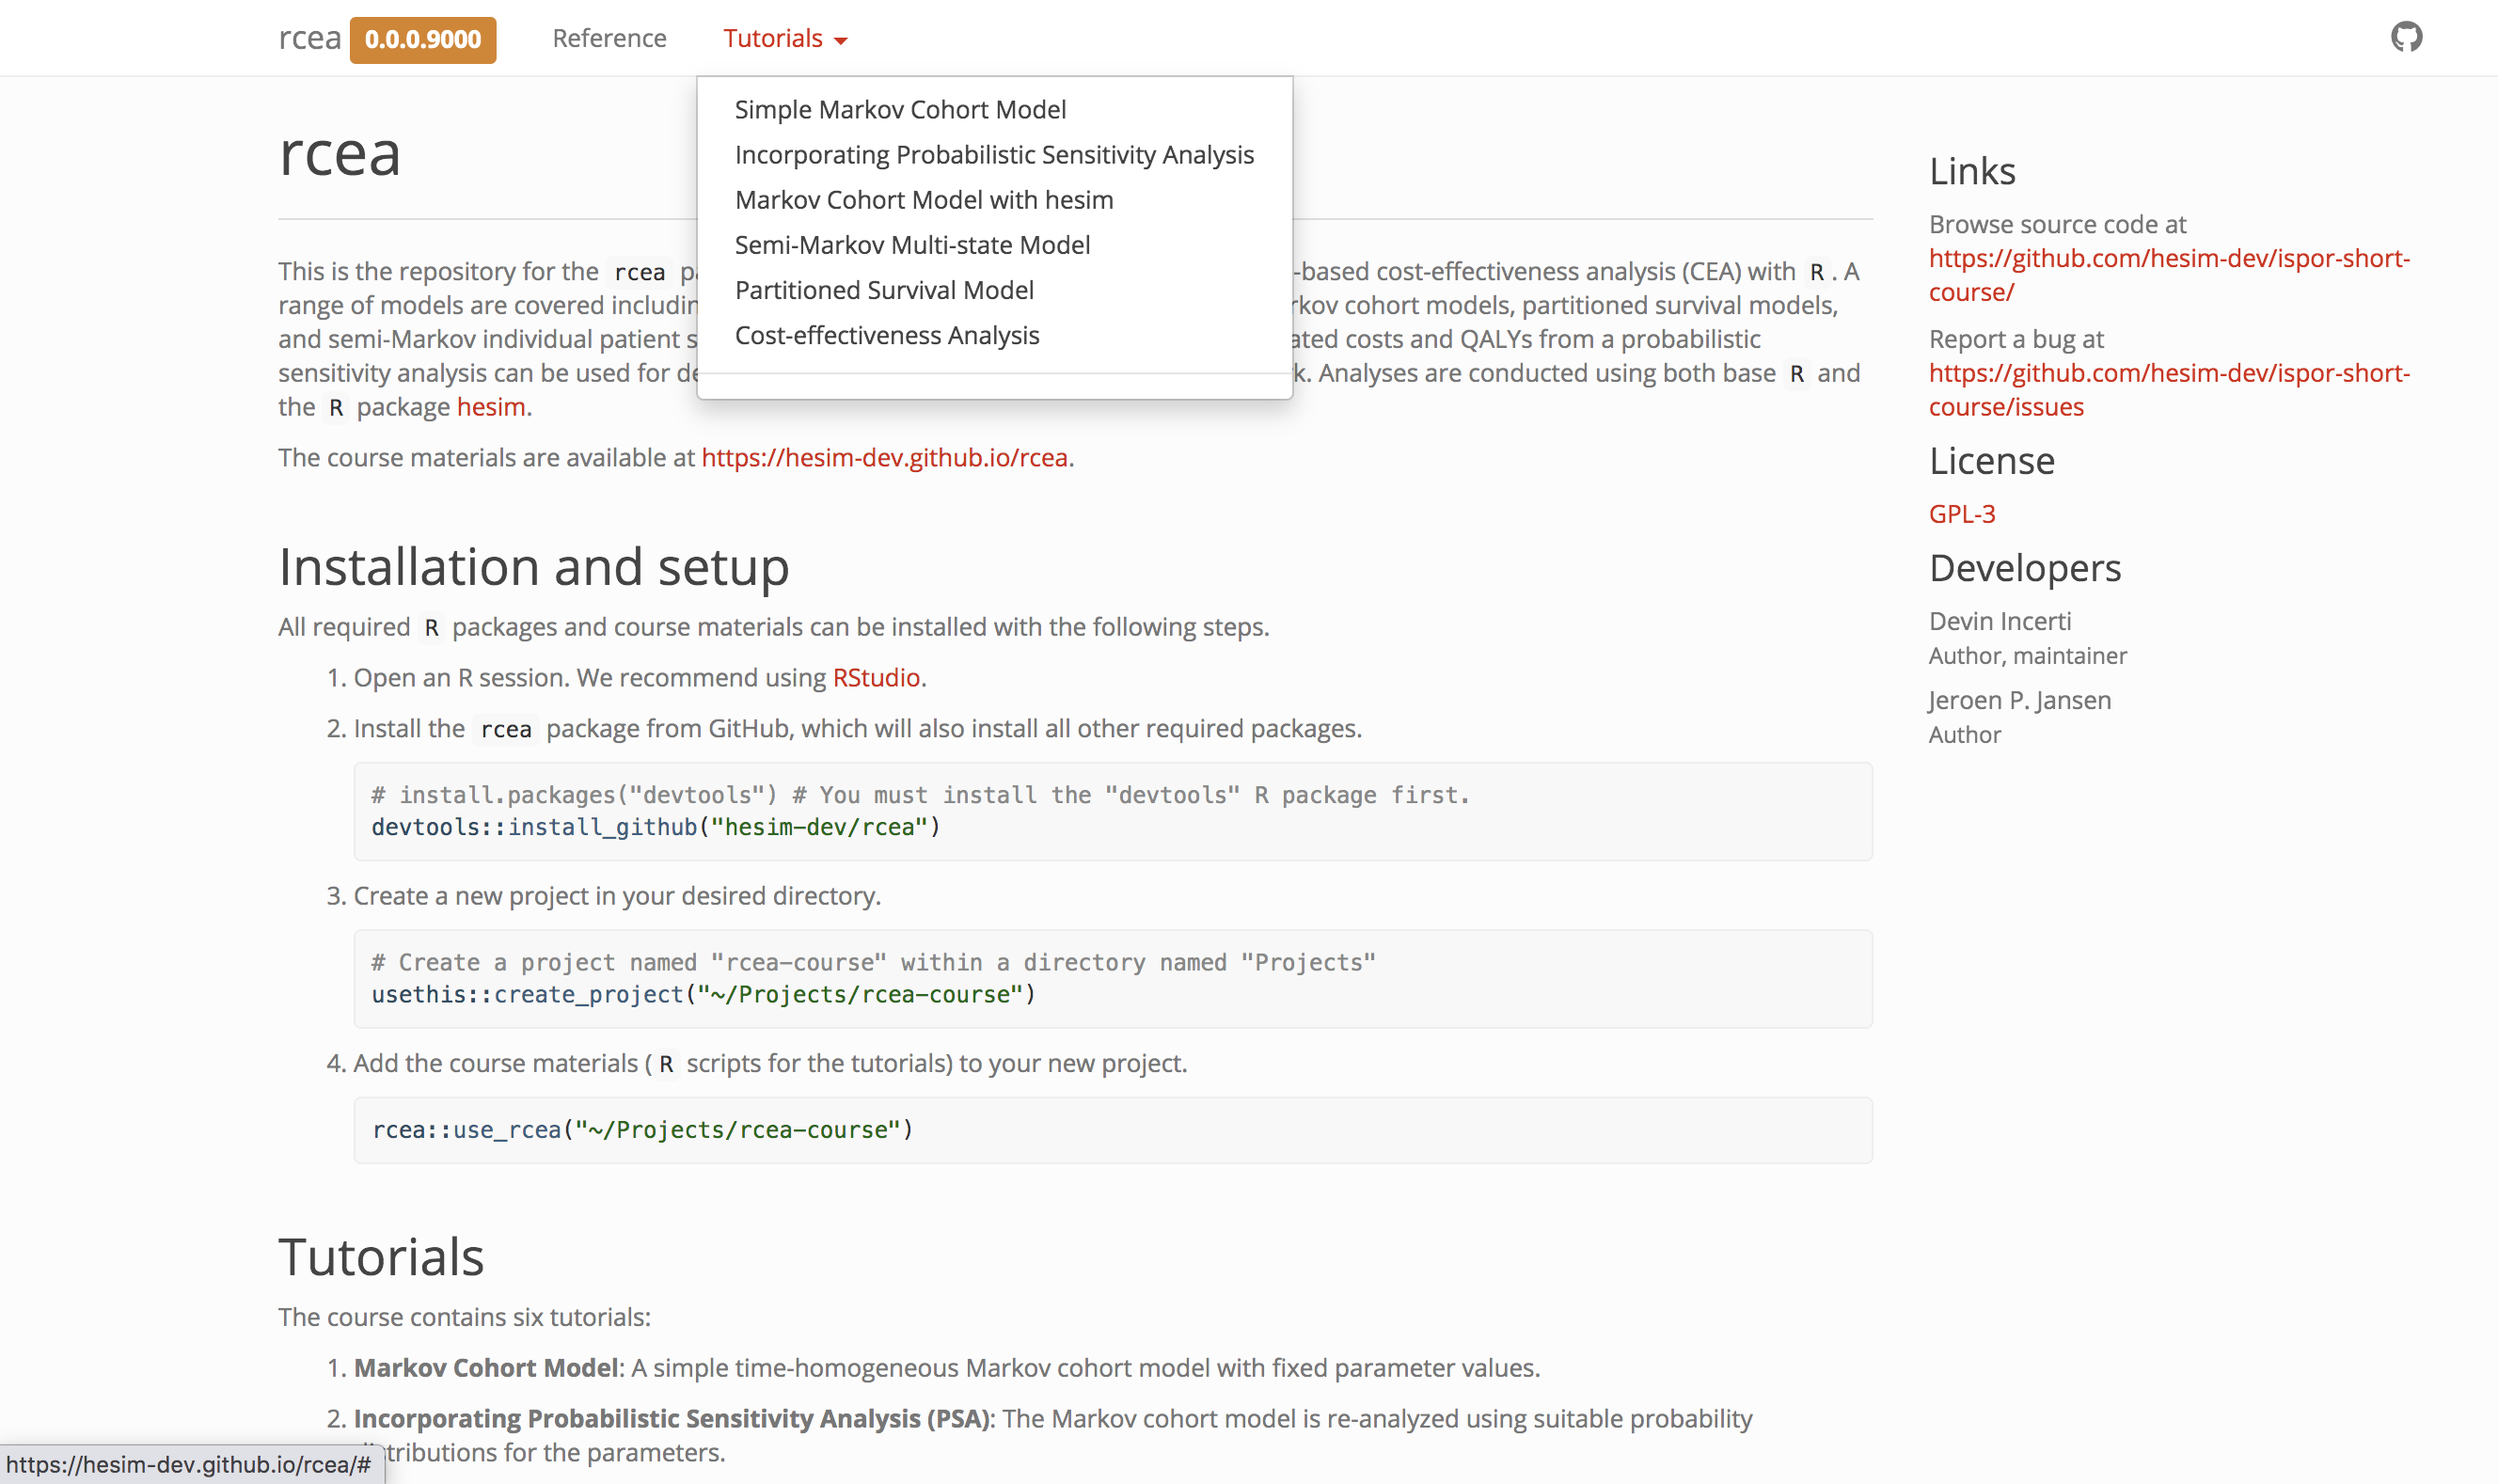 rcea 0.0.0.9000 Reference Tutorials
Simple Markov Cohort Model
Incorporating Probabilistic Sensitivity Analysis
Markov Cohort Model with hesim
Semi-Markov Multi-state Model
Partitioned Survival Model
Cost-effectiveness Analysis
rcea
This is the repository for the rcea -based cost-effectiveness analysis (CEA) with R. A
range of models are covered cohort models, partitioned survival models,
and semi-Markov individual patient costs and QALYs from a probabilistic
sensitivity analysis can be used for Analyses are conducted using both base R and
the R package hesim.
The course materials are available at https://hesim-dev.github.io/rcea.
Installation and setup
All required R packages and course materials can be installed with the following steps.
1. Open an R session. We recommend using RStudio.
2. Install the rcea package from GitHub, which will also install all other required packages.
# install.packages("devtools") # You must install the "devtools" R package first.
devtools::install_github("hesim-dev/rcea")
3. Create a new project in your desired directory.
# Create a project named "rcea-course" within a directory named "Projects"
usethis::create_project("~/Projects/rcea-course")
4. Add the course materials ( R scripts for the tutorials) to your new project.
rcea::use_rcea("~/Projects/rcea-course")
Tutorials
The course contains six tutorials:
1. Markov Cohort Model: A simple time-homogeneous Markov cohort model with fixed parameter values.
2. Incorporating Probabilistic Sensitivity Analysis (PSA): The Markov cohort model is re-analyzed using suitable probability
for the parameters.
Links
Browse source code at
https://github.com/hesim-dev/ispor-short-
course/
Report a bug at
https://github.com/hesim-dev/ispor-short-
course/issues
License
GPL-3
Developers
Devin Incerti
Author, maintainer
Jeroen P. Jansen
Author
https://hesim-dev.github.io/rcea/#